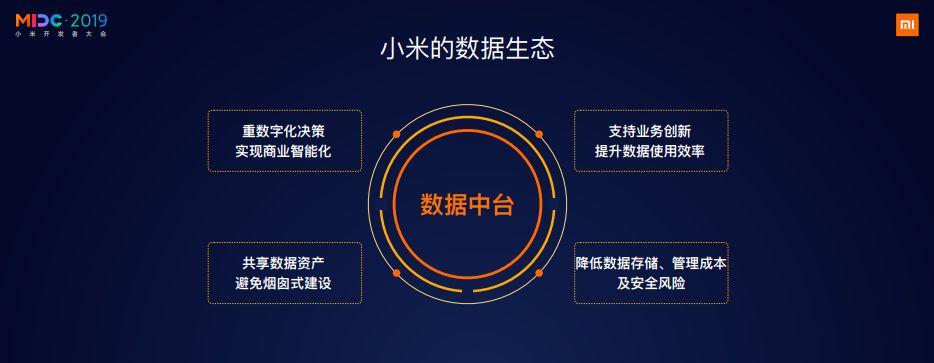 MIDC·2019
小米开发者大会
小米的数据生态
重数字化决策
实现商业智能化
支持业务创新
提升数据使用效率
数据中台
共享数据资产
避免烟囱式建设
降低数据存储、管理成本
及安全风险